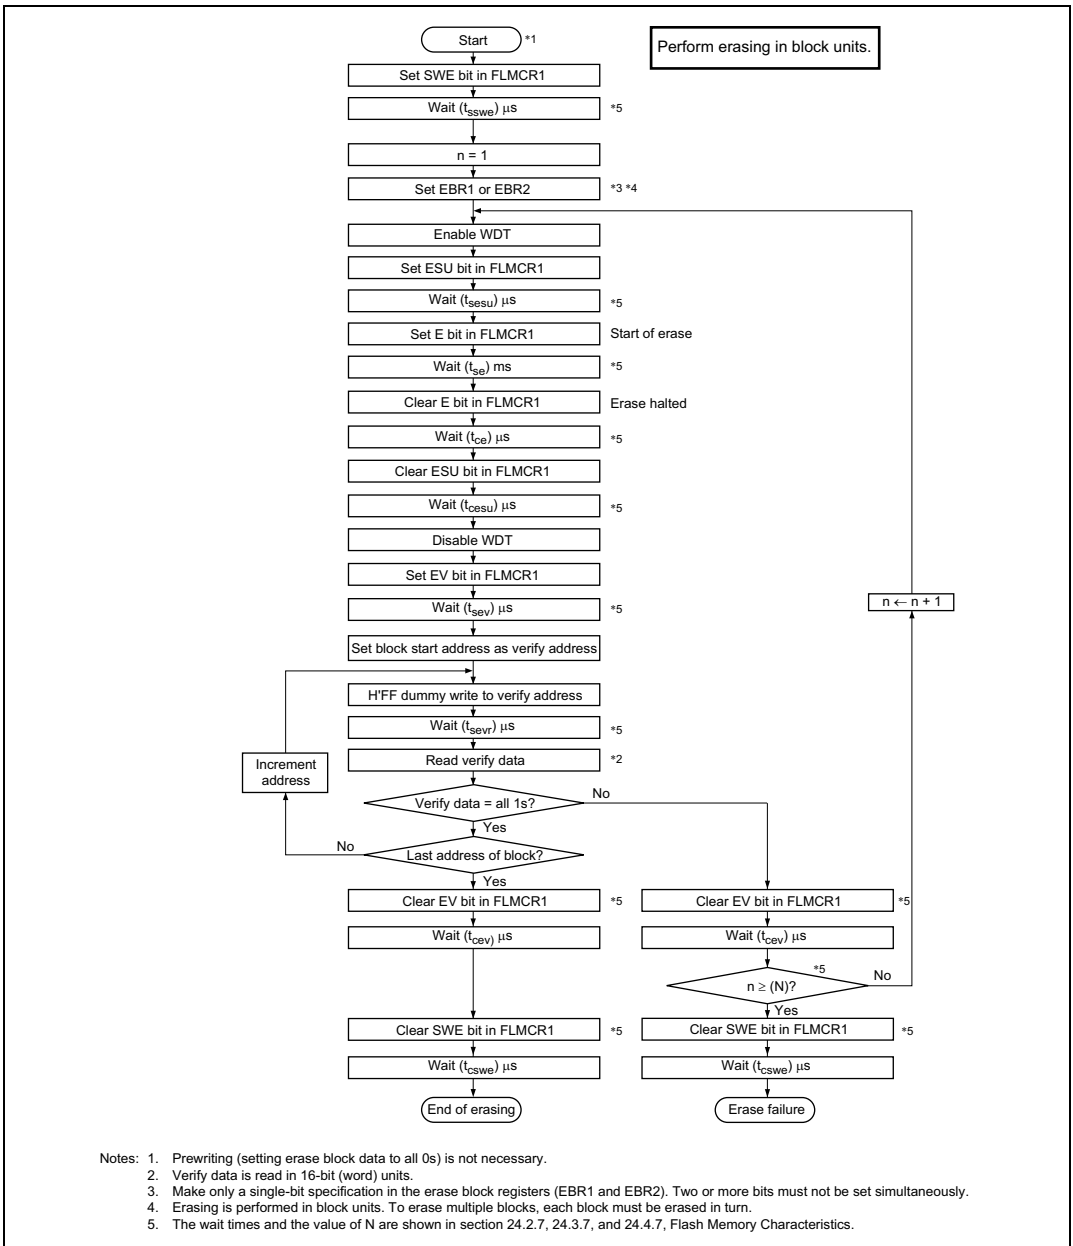 Start *1
Perform erasing in block units.
Set SWE bit in FLMCR1
Wait (tsswe) μs *5
n = 1
Set EBR1 or EBR2 *3 *4
Enable WDT
Set ESU bit in FLMCR1
Wait (tsesu) μs *5
Set E bit in FLMCR1 Start of erase
Wait (tse) ms *5
Clear E bit in FLMCR1 Erase halted
Wait (tce) μs *5
Clear ESU bit in FLMCR1
Wait (tcesu) μs *5
Disable WDT
Set EV bit in FLMCR1
n ← n + 1
Wait (tsev) μs *5
Set block start address as verify address
H'FF dummy write to verify address
Wait (tsevr) μs *5
Read verify data *2
Increment
address
Verify data = all 1s?
No
Yes
Last address of block?
No
Yes
Clear EV bit in FLMCR1 *5
Wait (tcev) μs
Clear SWE bit in FLMCR1 *5
Wait (tcswe) μs
End of erasing
Clear EV bit in FLMCR1 *5
Wait (tcev) μs
*5
n ≥ (N)?
No
Yes
Clear SWE bit in FLMCR1 *5
Wait (tcswe) μs
Erase failure
Notes: 1. Prewriting (setting erase block data to all 0s) is not necessary.
2. Verify data is read in 16-bit (word) units.
3. Make only a single-bit specification in the erase block registers (EBR1 and EBR2). Two or more bits must not be set simultaneously.
4. Erasing is performed in block units. To erase multiple blocks, each block must be erased in turn.
5. The wait times and the value of N are shown in section 24.2.7, 24.3.7, and 24.4.7, Flash Memory Characteristics.